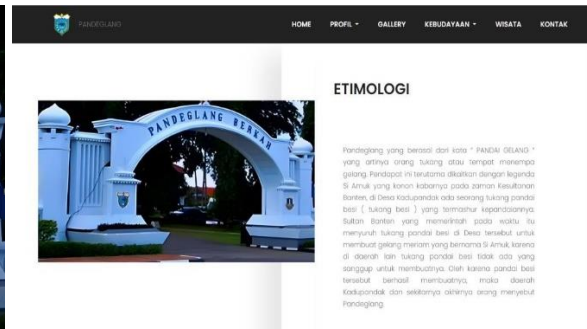 PANDEGLANG
HOME PROFIL GALLERY KEBUDAYAAN WISATA KONTAK
ETIMOLOGI
PANDEGLANG BERKAH
Pandeglang yang berasal dari kata " PANDAI GELANG "
yang artinya orang tukang atau tempat menempa
gelang. Pendapat ini terutama dikaitkan dengan legenda
Si Amuk yang konon kabarnya pada zaman Kesultanan
Banten, di Desa Kadupandak ada seorang tukang pandai
besi ( tukang besi ) yang termashur kepandaiannya.
Sultan Banten yang memerintah pada waktu itu
menyuruh tukang pandai besi di Desa tersebut untuk
membuat gelang meriam yang bernama Si Amuk, karena
di daerah lain tukang pandai besi tidak ada yang
sanggup untuk membuatnya. Oleh karena pandai besi
tersebut berhasil membuatnya, maka daerah
Kadupandak dan sekitarnya akhirnya orang menyebut
Pandeglang.